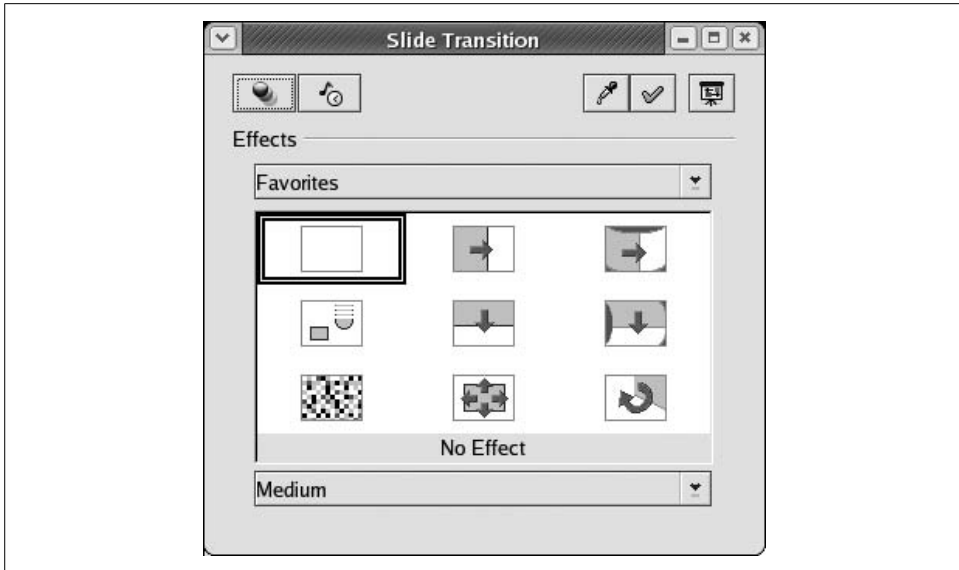 Slide Transition
Effects
Favorites
No Effect
Medium